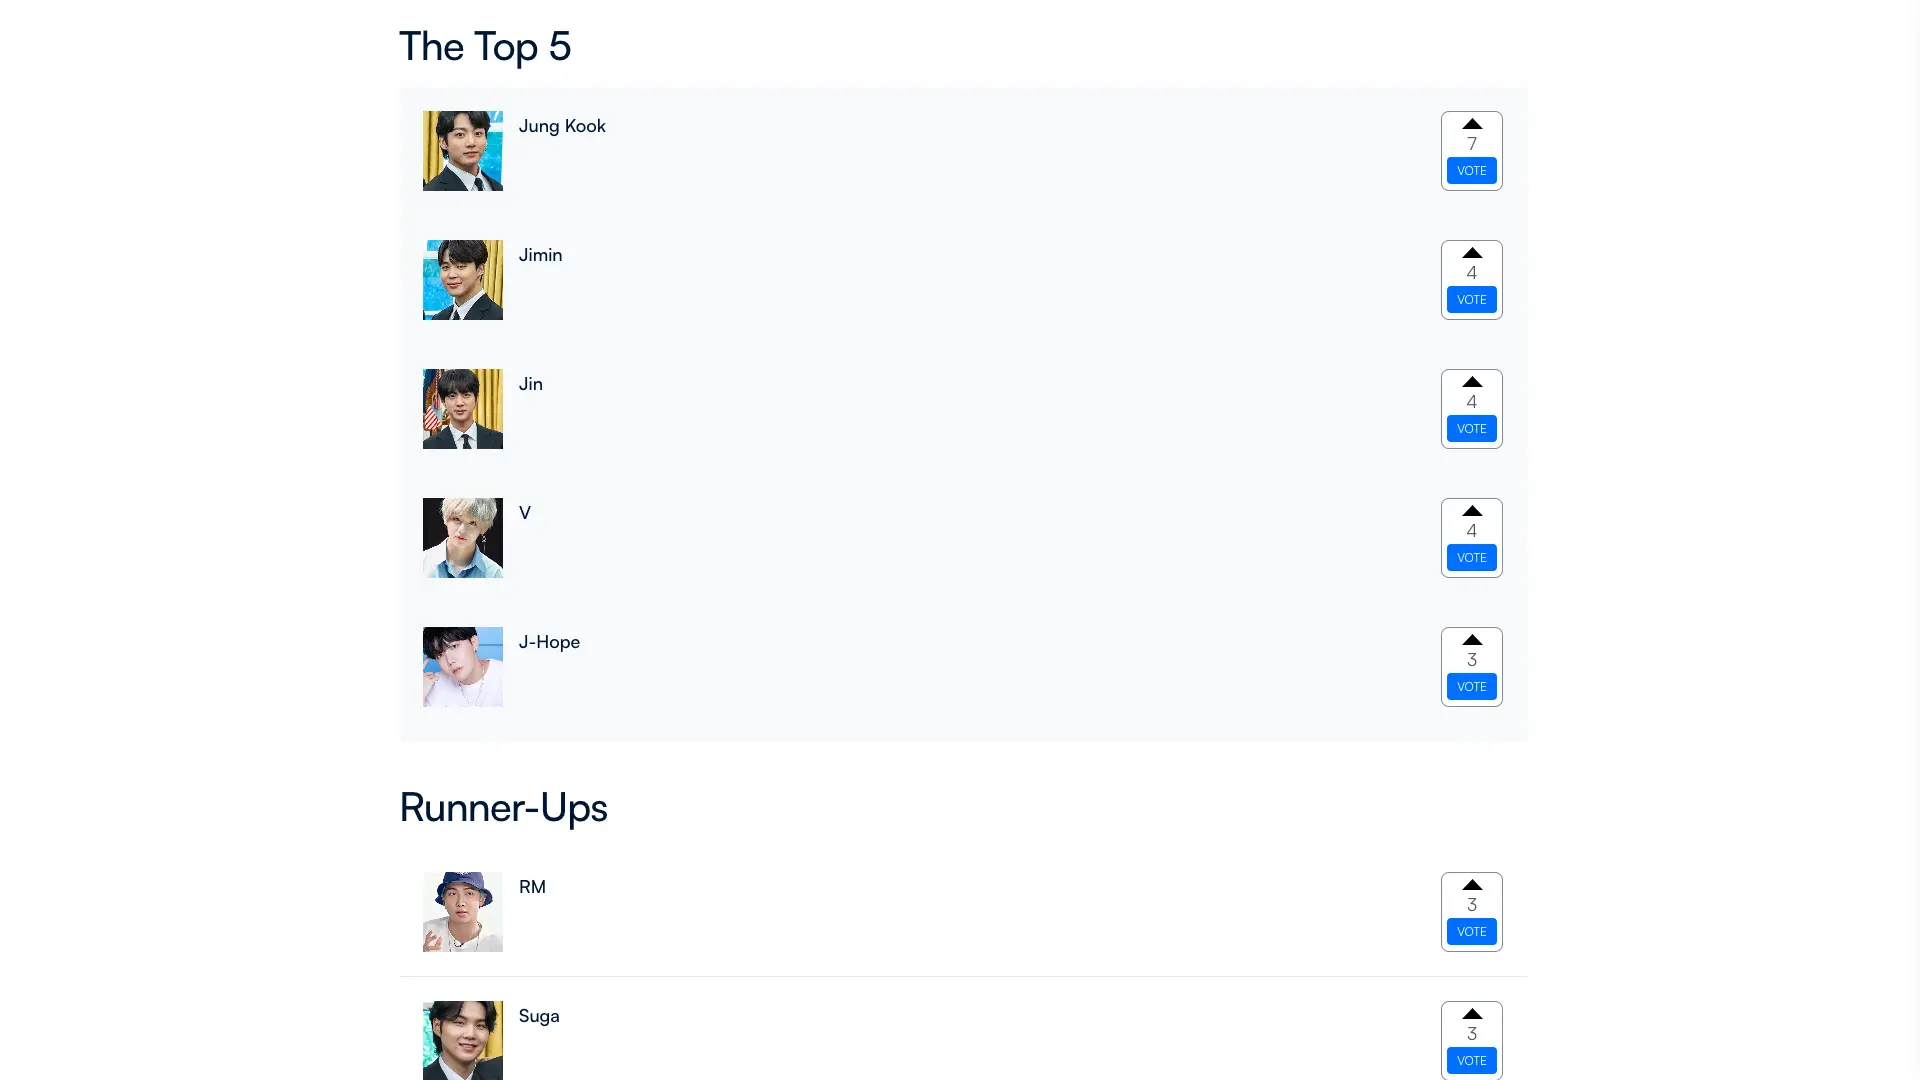 The Top 5
Jung Kook
7
VOTE
Jimin
4
VOTE
Jin
4
VOTE
V
4
VOTE
J-Hope
3
VOTE
Runner-Ups
RM
3
VOTE
Suga
3
VOTE